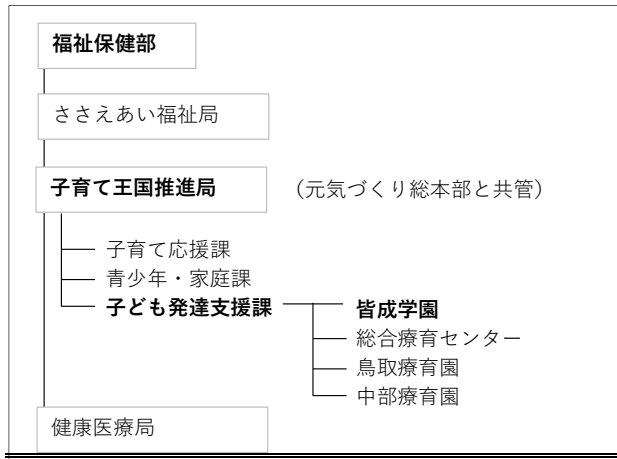 福祉保健部
ささえあい福祉局
子育て王国推進局 （元気づくり総本部と共管）
子育て応援課
青少年・家庭課
子ども発達支援課 皆成学園
総合療育センター
鳥取療育園
中部療育園
健康医療局